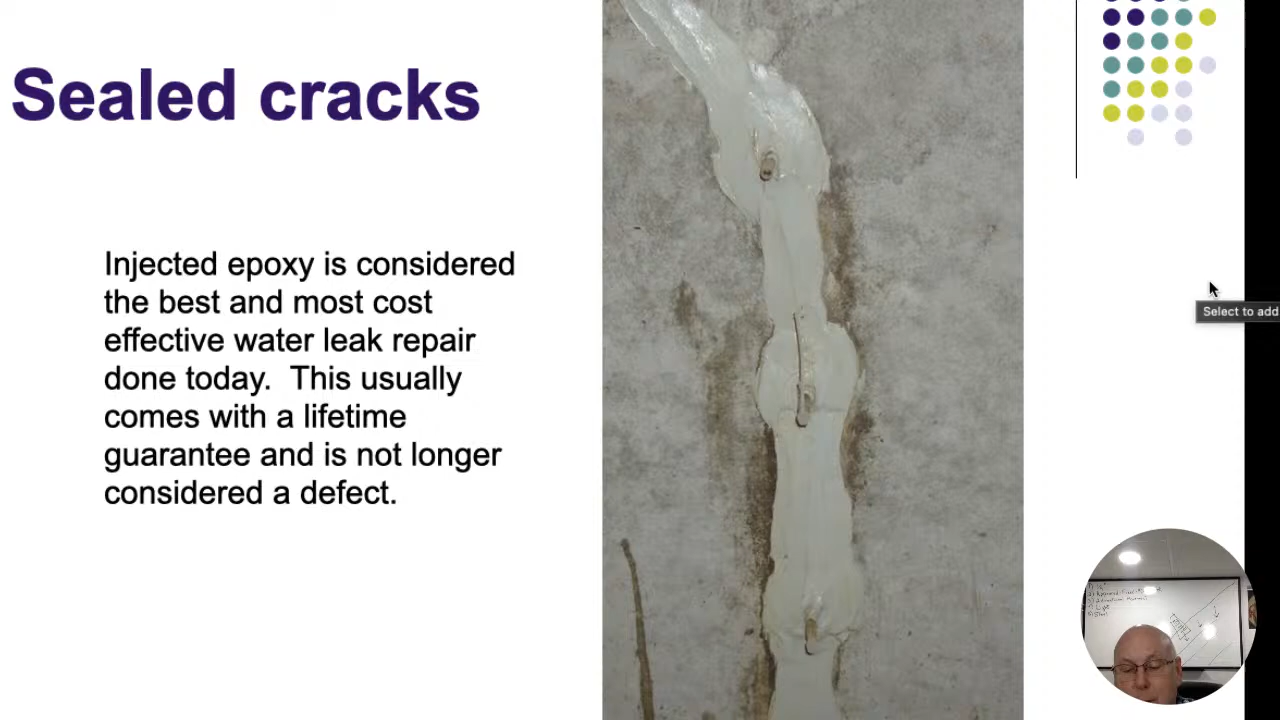 Sealed cracks
Injected epoxy is considered
the best and most cost
effective water leak repair
done today.  This usually
comes with a lifetime
guarantee and is not longer
considered a defect.
Select to add